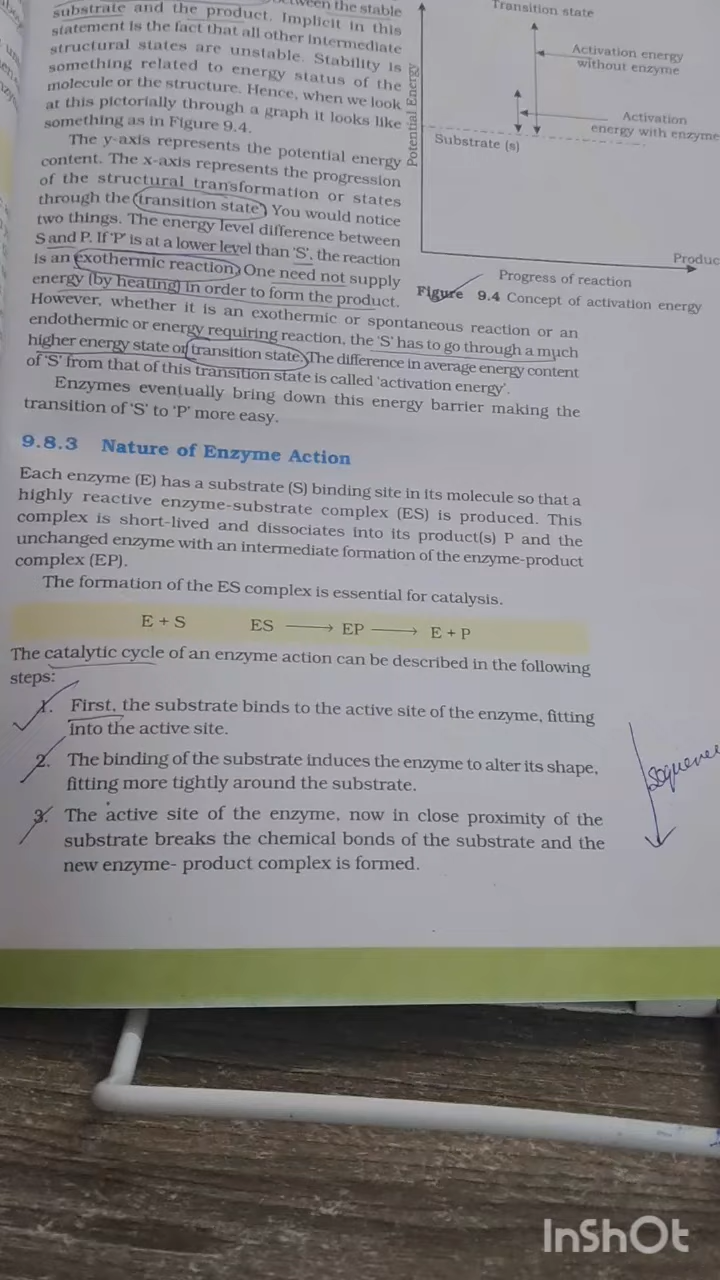 between the stable
substrate and the product. Implicit in this
statement is the fact that all other intermediate
structural states are unstable. Stability is
something related to energy status of the
molecule or the structure. Hence, when we look
at this pictorially through a graph it looks like
something as in Figure 9.4.
The y-axis represents the potential energy
content. The x-axis represents the progression
of the structural transformation or states
through the 'transition state'. You would notice
two things. The energy level difference between
S and P. If 'P' is at a lower level than 'S', the reaction
is an exothermic reaction. One need not supply
energy (by heating) in order to form the product.
However, whether it is an exothermic or spontaneous reaction or an
endothermic or energy requiring reaction, the 'S' has to go through a much
higher energy state or transition state. The difference in average energy content
of 'S' from that of this transition state is called 'activation energy'.
Enzymes eventually bring down this energy barrier making the
transition of 'S' to 'P' more easy.
Transition state
Activation energy
without enzyme
Activation
energy with enzyme
Potential Energy
Substrate (s)
Produc
Progress of reaction
Figure 9.4 Concept of activation energy
9.8.3 Nature of Enzyme Action
Each enzyme (E) has a substrate (S) binding site in its molecule so that a
highly reactive enzyme-substrate complex (ES) is produced. This
complex is short-lived and dissociates into its product(s) P and the
unchanged enzyme with an intermediate formation of the enzyme-product
complex (EP).
The formation of the ES complex is essential for catalysis.
E + S ES ⟶ EP ⟶ E + P
The catalytic cycle of an enzyme action can be described in the following
steps:
1. First, the substrate binds to the active site of the enzyme, fitting
into the active site.
2. The binding of the substrate induces the enzyme to alter its shape,
fitting more tightly around the substrate.
3. The active site of the enzyme, now in close proximity of the
substrate breaks the chemical bonds of the substrate and the
new enzyme- product complex is formed.
Sequence
InShOt